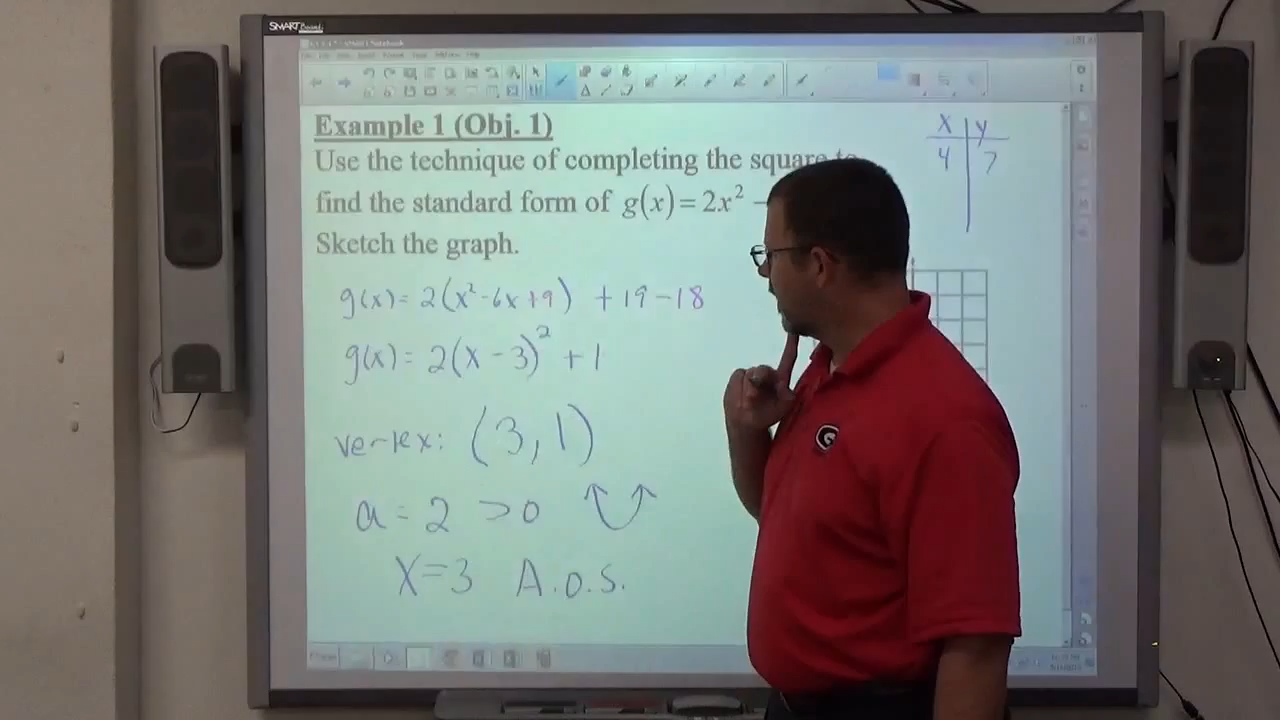 SMART Board
Example 1 (Obj. 1)
Use the technique of completing the square to
find the standard form of g(x) = 2x² −
Sketch the graph.
g(x) = 2(x² - 6x + 9) + 19 - 18
g(x) = 2(x - 3)² + 1
vertex: (3, 1)
a = 2 > 0
x = 3 A.O.S.
X y
4 7
G